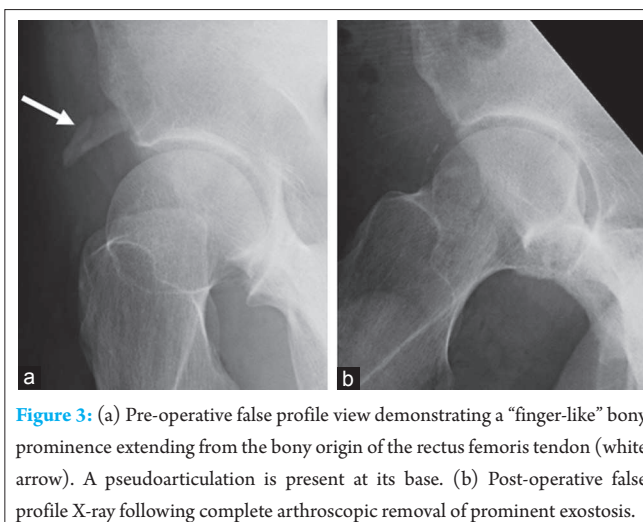 a
b
Figure 3: (a) Pre-operative false profile view demonstrating a “finger-like” bony
prominence extending from the bony origin of the rectus femoris tendon (white
arrow). A pseudoarticulation is present at its base. (b) Post-operative false
profile X-ray following complete arthroscopic removal of prominent exostosis.